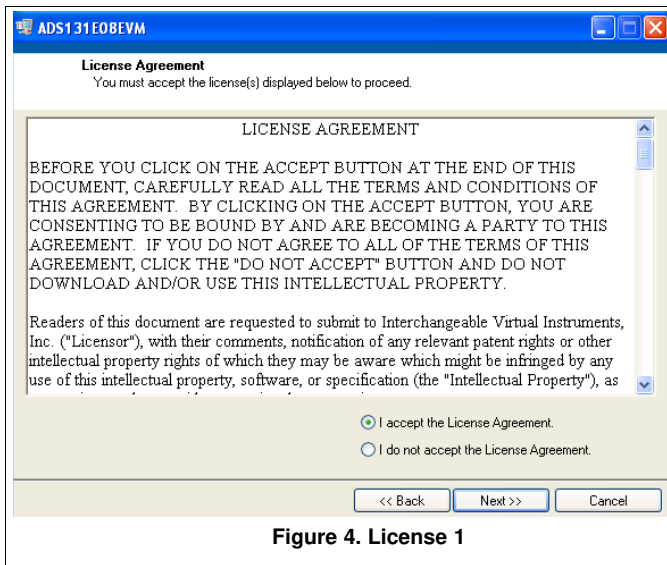 ADS131E08EVM
License Agreement
You must accept the license(s) displayed below to proceed.
LICENSE AGREEMENT
BEFORE YOU CLICK ON THE ACCEPT BUTTON AT THE END OF THIS
DOCUMENT, CAREFULLY READ ALL THE TERMS AND CONDITIONS OF
THIS AGREEMENT.  BY CLICKING ON THE ACCEPT BUTTON, YOU ARE
CONSENTING TO BE BOUND BY AND ARE BECOMING A PARTY TO THIS
AGREEMENT.  IF YOU DO NOT AGREE TO ALL OF THE TERMS OF THIS
AGREEMENT, CLICK THE "DO NOT ACCEPT" BUTTON AND DO NOT
DOWNLOAD AND/OR USE THIS INTELLECTUAL PROPERTY.
Readers of this document are requested to submit to Interchangeable Virtual Instruments,
Inc. ("Licensor"), with their comments, notification of any relevant patent rights or other
intellectual property rights of which they may be aware which might be infringed by any
use of this intellectual property, software, or specification (the "Intellectual Property"), as
I accept the License Agreement.
I do not accept the License Agreement.
<< Back
Next >>
Cancel
Figure 4. License 1